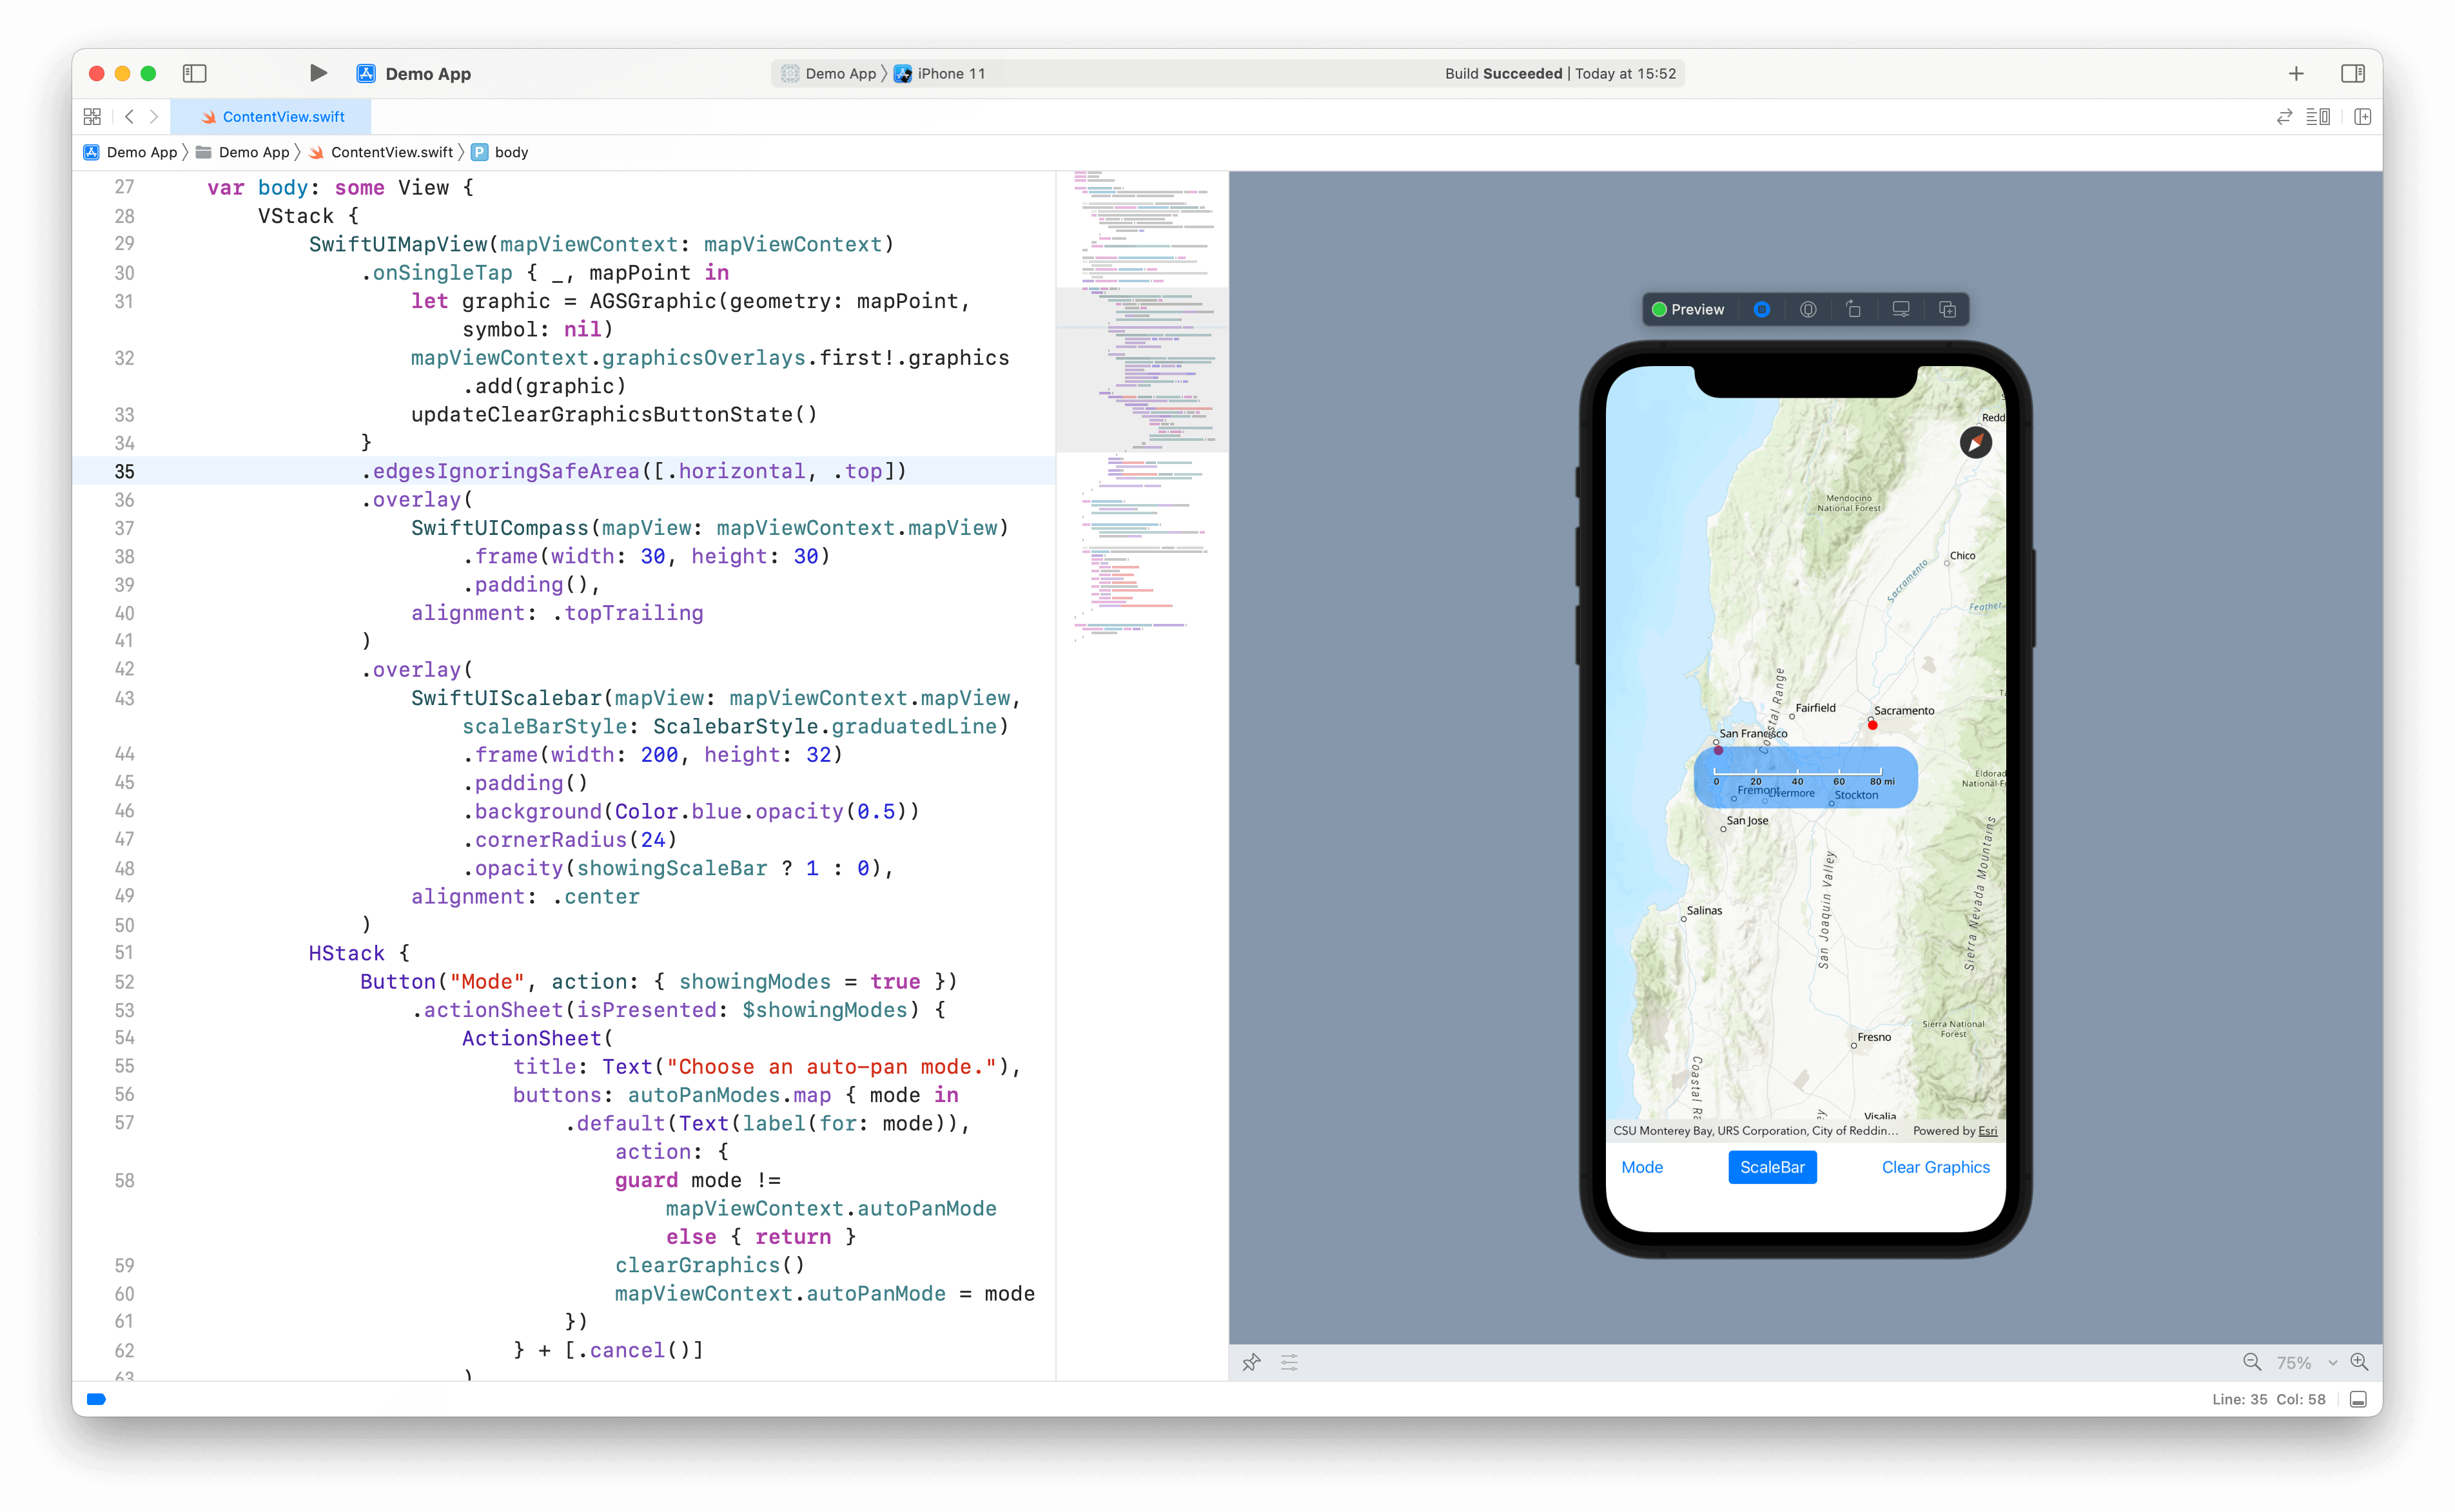 Demo App
Demo App iPhone 11
Build Succeeded | Today at 15:52
ContentView.swift
Demo App Demo App ContentView.swift P body
27 var body: some View {
28 VStack {
29 SwiftUIMapView(mapViewContext: mapViewContext)
30 .onSingleTap { _, mapPoint in
31 let graphic = AGSGraphic(geometry: mapPoint,
symbol: nil)
32 mapViewContext.graphicsOverlays.first!.graphics
.add(graphic)
33 updateClearGraphicsButtonState()
34 }
35 .edgesIgnoringSafeArea([.horizontal, .top])
36 .overlay(
37 SwiftUICompass(mapView: mapViewContext.mapView)
38 .frame(width: 30, height: 30)
39 .padding(),
40 alignment: .topTrailing
41 )
42 .overlay(
43 SwiftUIScalebar(mapView: mapViewContext.mapView,
scaleBarStyle: ScalebarStyle.graduatedLine)
44 .frame(width: 200, height: 32)
45 .padding()
46 .background(Color.blue.opacity(0.5))
47 .cornerRadius(24)
48 .opacity(showingScaleBar ? 1 : 0),
49 alignment: .center
50 )
51 HStack {
52 Button("Mode", action: { showingModes = true })
53 .actionSheet(isPresented: $showingModes) {
54 ActionSheet(
55 title: Text("Choose an auto-pan mode."),
56 buttons: autoPanModes.map { mode in
57 .default(Text(label(for: mode)),
action: {
58 guard mode !=
mapViewContext.autoPanMode
else { return }
59 clearGraphics()
60 mapViewContext.autoPanMode = mode
61 })
62 } + [.cancel()]
63 )
Preview
Redd
Mendocino
National Forest
Chico
Sacramento
Feather
Coastal Range
Fairfield
Sacramento
San Francisco
0 20 40 60 80 mi
Eldorad
National F
Fremont
Livermore
Stockton
San Jose
San Joaquin Valley
Sierra Nevada Mountains
Salinas
Sierra National
Forest
Fresno
Coastal Ra
Visalia
CSU Monterey Bay, URS Corporation, City of Reddin... Powered by Esri
Mode ScaleBar Clear Graphics
75%
Line: 35 Col: 58